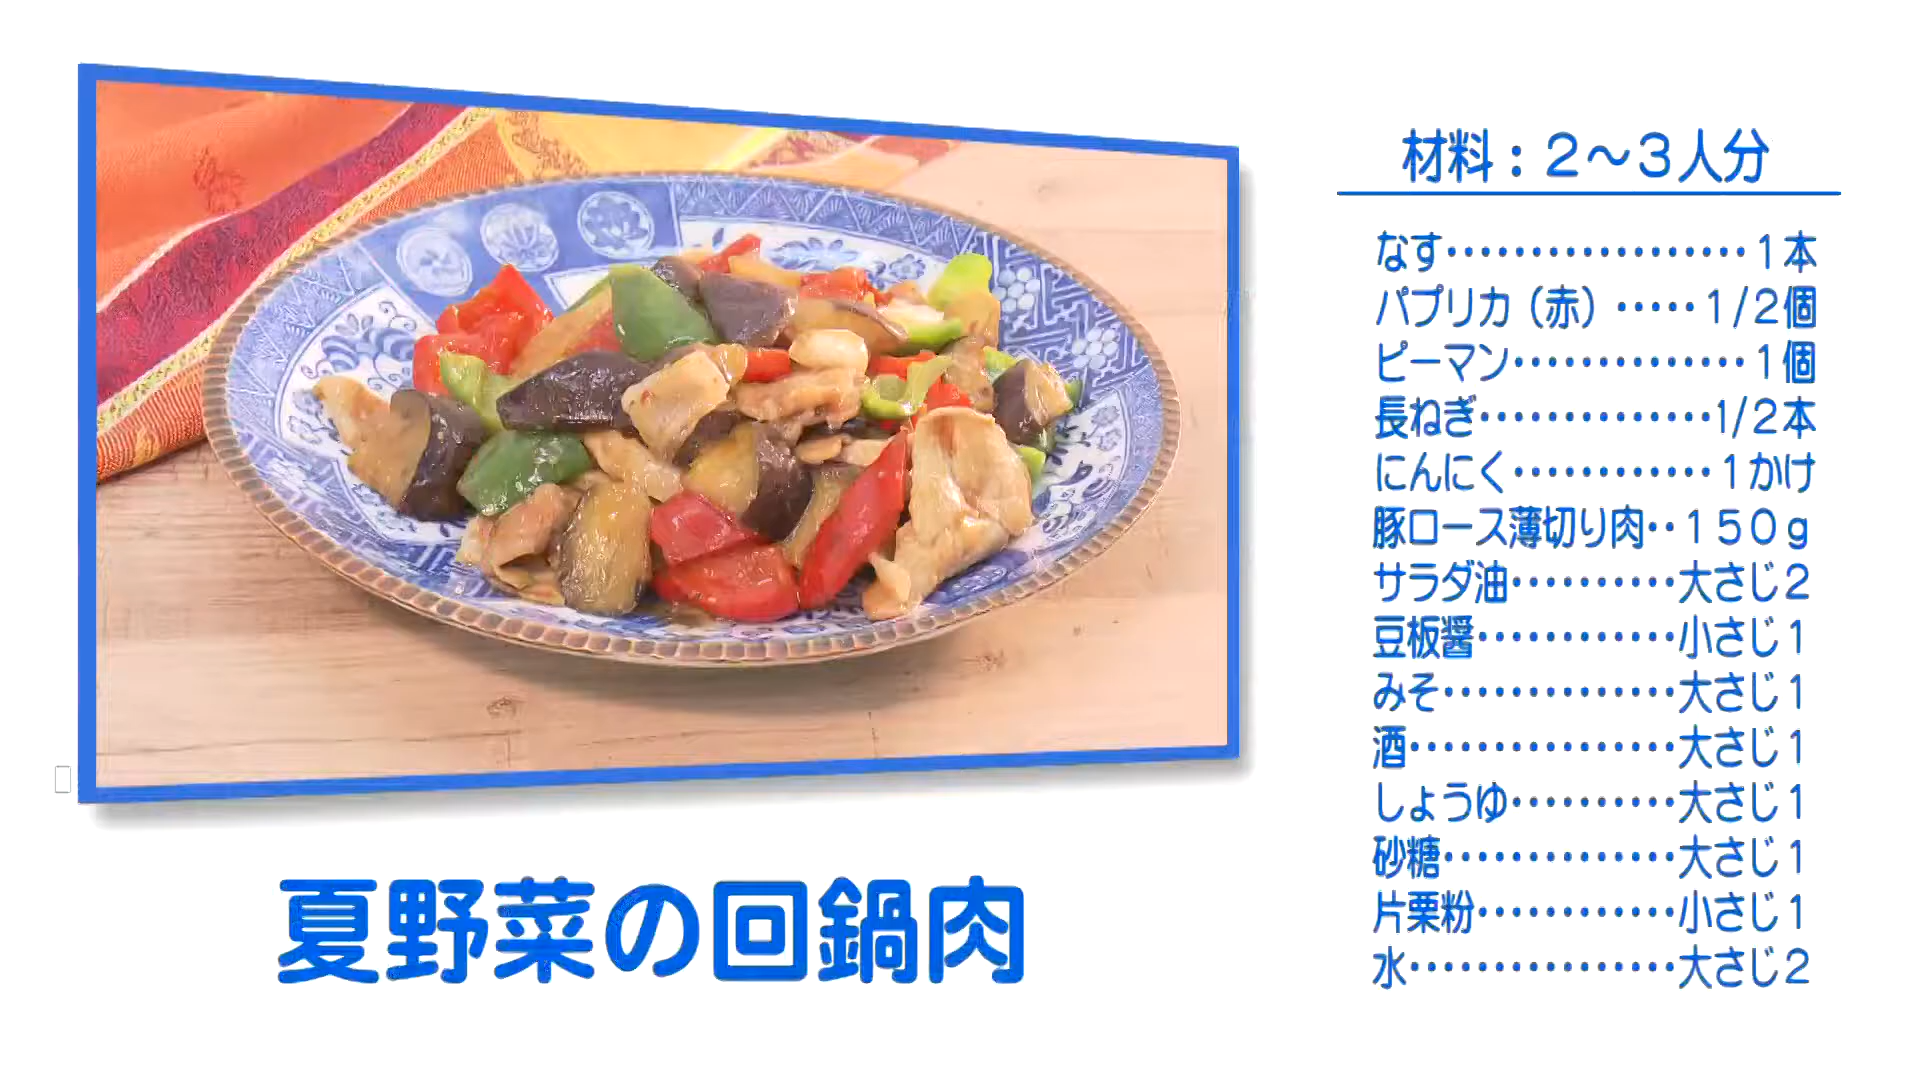 夏野菜の回鍋肉
材料：２～３人分
なす‥‥‥‥‥‥‥‥‥１本
パプリカ（赤）‥‥・１/２個
ピーマン‥‥‥‥‥‥‥１個
長ねぎ‥‥‥‥‥‥‥1/２本
にんにく‥‥‥‥‥‥１かけ
豚ロース薄切り肉‥１５０ｇ
サラダ油‥‥‥‥‥大さじ２
豆板醤‥‥‥‥‥‥小さじ１
みそ‥‥‥‥‥‥‥大さじ１
酒‥‥‥‥‥‥‥‥大さじ１
しょうゆ‥‥‥‥‥大さじ１
砂糖‥‥‥‥‥‥‥大さじ１
片栗粉‥‥‥‥‥‥小さじ１
水‥‥‥‥‥‥‥‥大さじ２